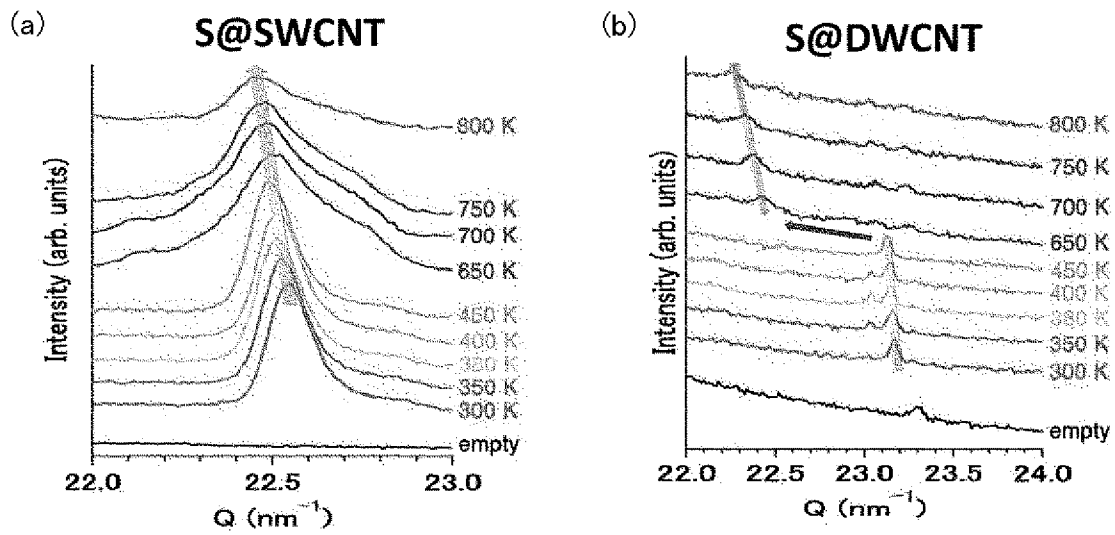 (a)
S@SWCNT
Intensity (arb. units)
800 K
750 K
700 K
650 K
450 K
400 K
380 K
350 K
300 K
empty
22.0 22.5 23.0
Q (nm⁻¹)
(b)
S@DWCNT
Intensity (arb. units)
800 K
750 K
700 K
650 K
450 K
400 K
380 K
350 K
300 K
empty
22.0 22.5 23.0 23.5 24.0
Q (nm⁻¹)